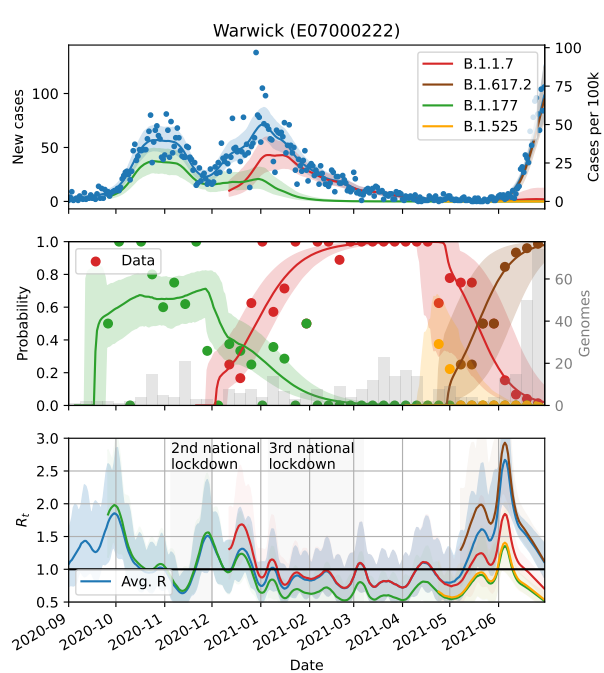 Warwick (E07000222)
New cases
100
50
0
B.1.1.7
B.1.617.2
B.1.177
B.1.525
100
75
50
25
0
Cases per 100k
Probability
1.0
0.8
0.6
0.4
0.2
0.0
Data
60
40
20
0
Genomes
R_t
3.0
2.5
2.0
1.5
1.0
0.5
2nd national
lockdown
3rd national
lockdown
Avg. R
2020-09
2020-10
2020-11
2020-12
2021-01
2021-02
2021-03
2021-04
2021-05
2021-06
Date